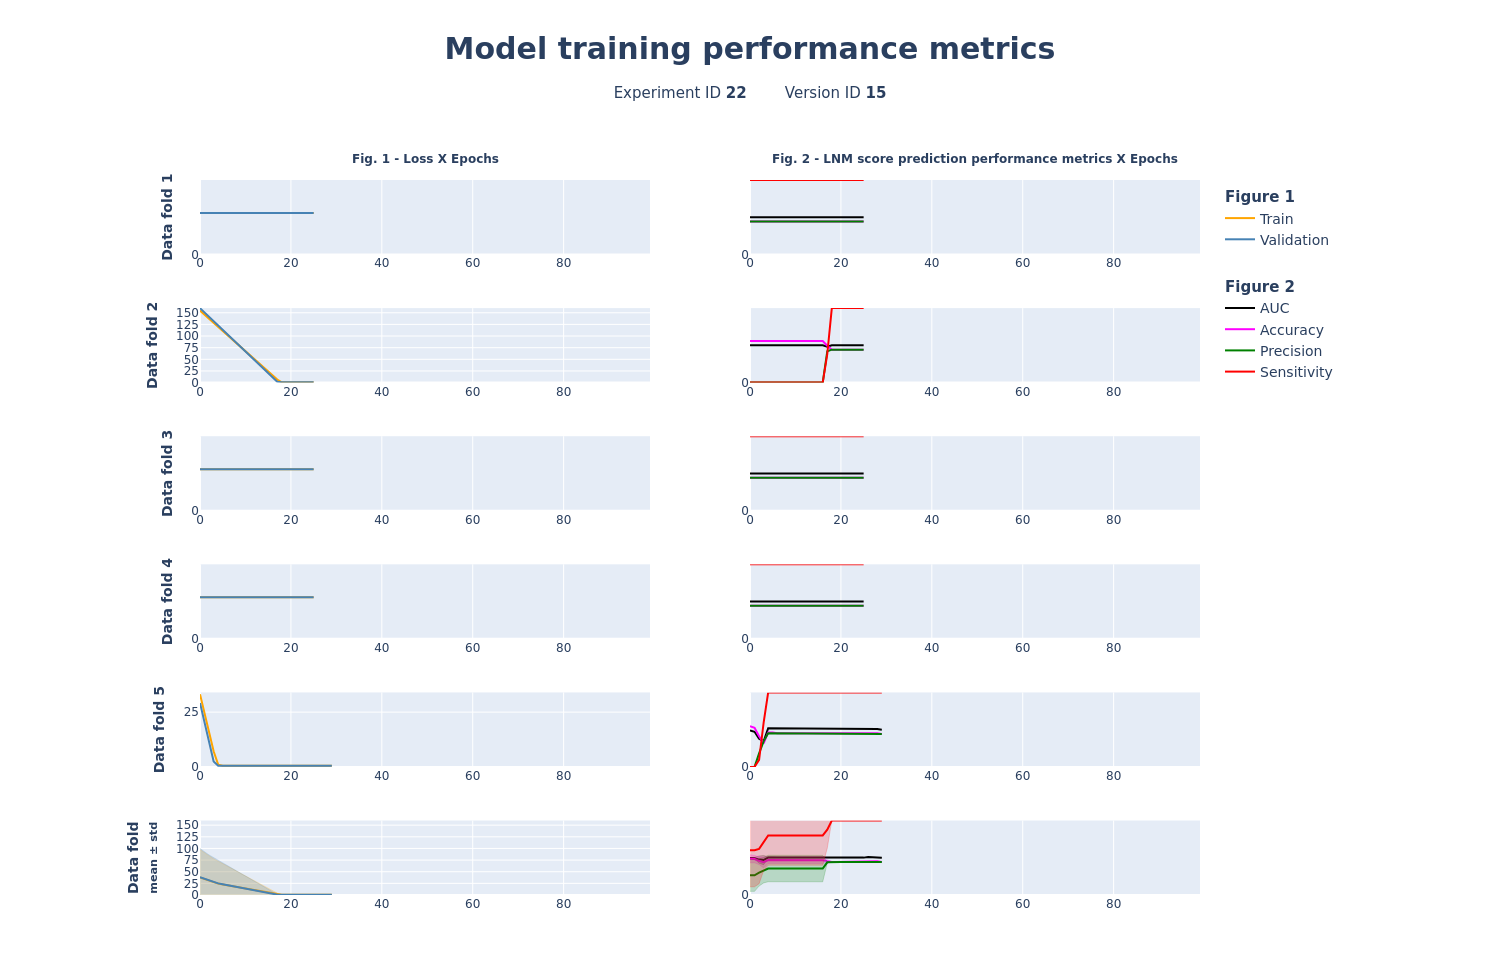 Model training performance metrics
Experiment ID 22 Version ID 15
Fig. 1 - Loss X Epochs
Fig. 2 - LNM score prediction performance metrics X Epochs
Data fold 1
0
0 20 40 60 80
0
0 20 40 60 80
Figure 1
Train
Validation
Figure 2
AUC
Accuracy
Precision
Sensitivity
Data fold 2
150
125
100
75
50
25
0
0 20 40 60 80
0
0 20 40 60 80
Data fold 3
0
0 20 40 60 80
0
0 20 40 60 80
Data fold 4
0
0 20 40 60 80
0
0 20 40 60 80
Data fold 5
25
0
0 20 40 60 80
0
0 20 40 60 80
Data fold
mean ± std
150
125
100
75
50
25
0
0 20 40 60 80
0
0 20 40 60 80